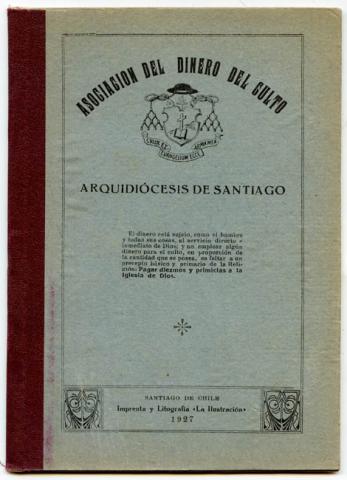 ASOCIACION DEL DINERO DEL CULTO
EVANGELIUM
ARQUIDIÓCESIS DE SANTIAGO
El dinero está sujeto, como el hombre
y todas sus cosas, al servicio directo e
inmediato de Dios; y no emplear algún
dinero para el culto, en proporción de
la cantidad que se posea, es faltar a un
precepto básico y primario de la Reli-
gión: Pagar diezmos y primicias a la
Iglesia de Dios.
SANTIAGO DE CHILE
Imprenta y Litografía «La Ilustración»
1927